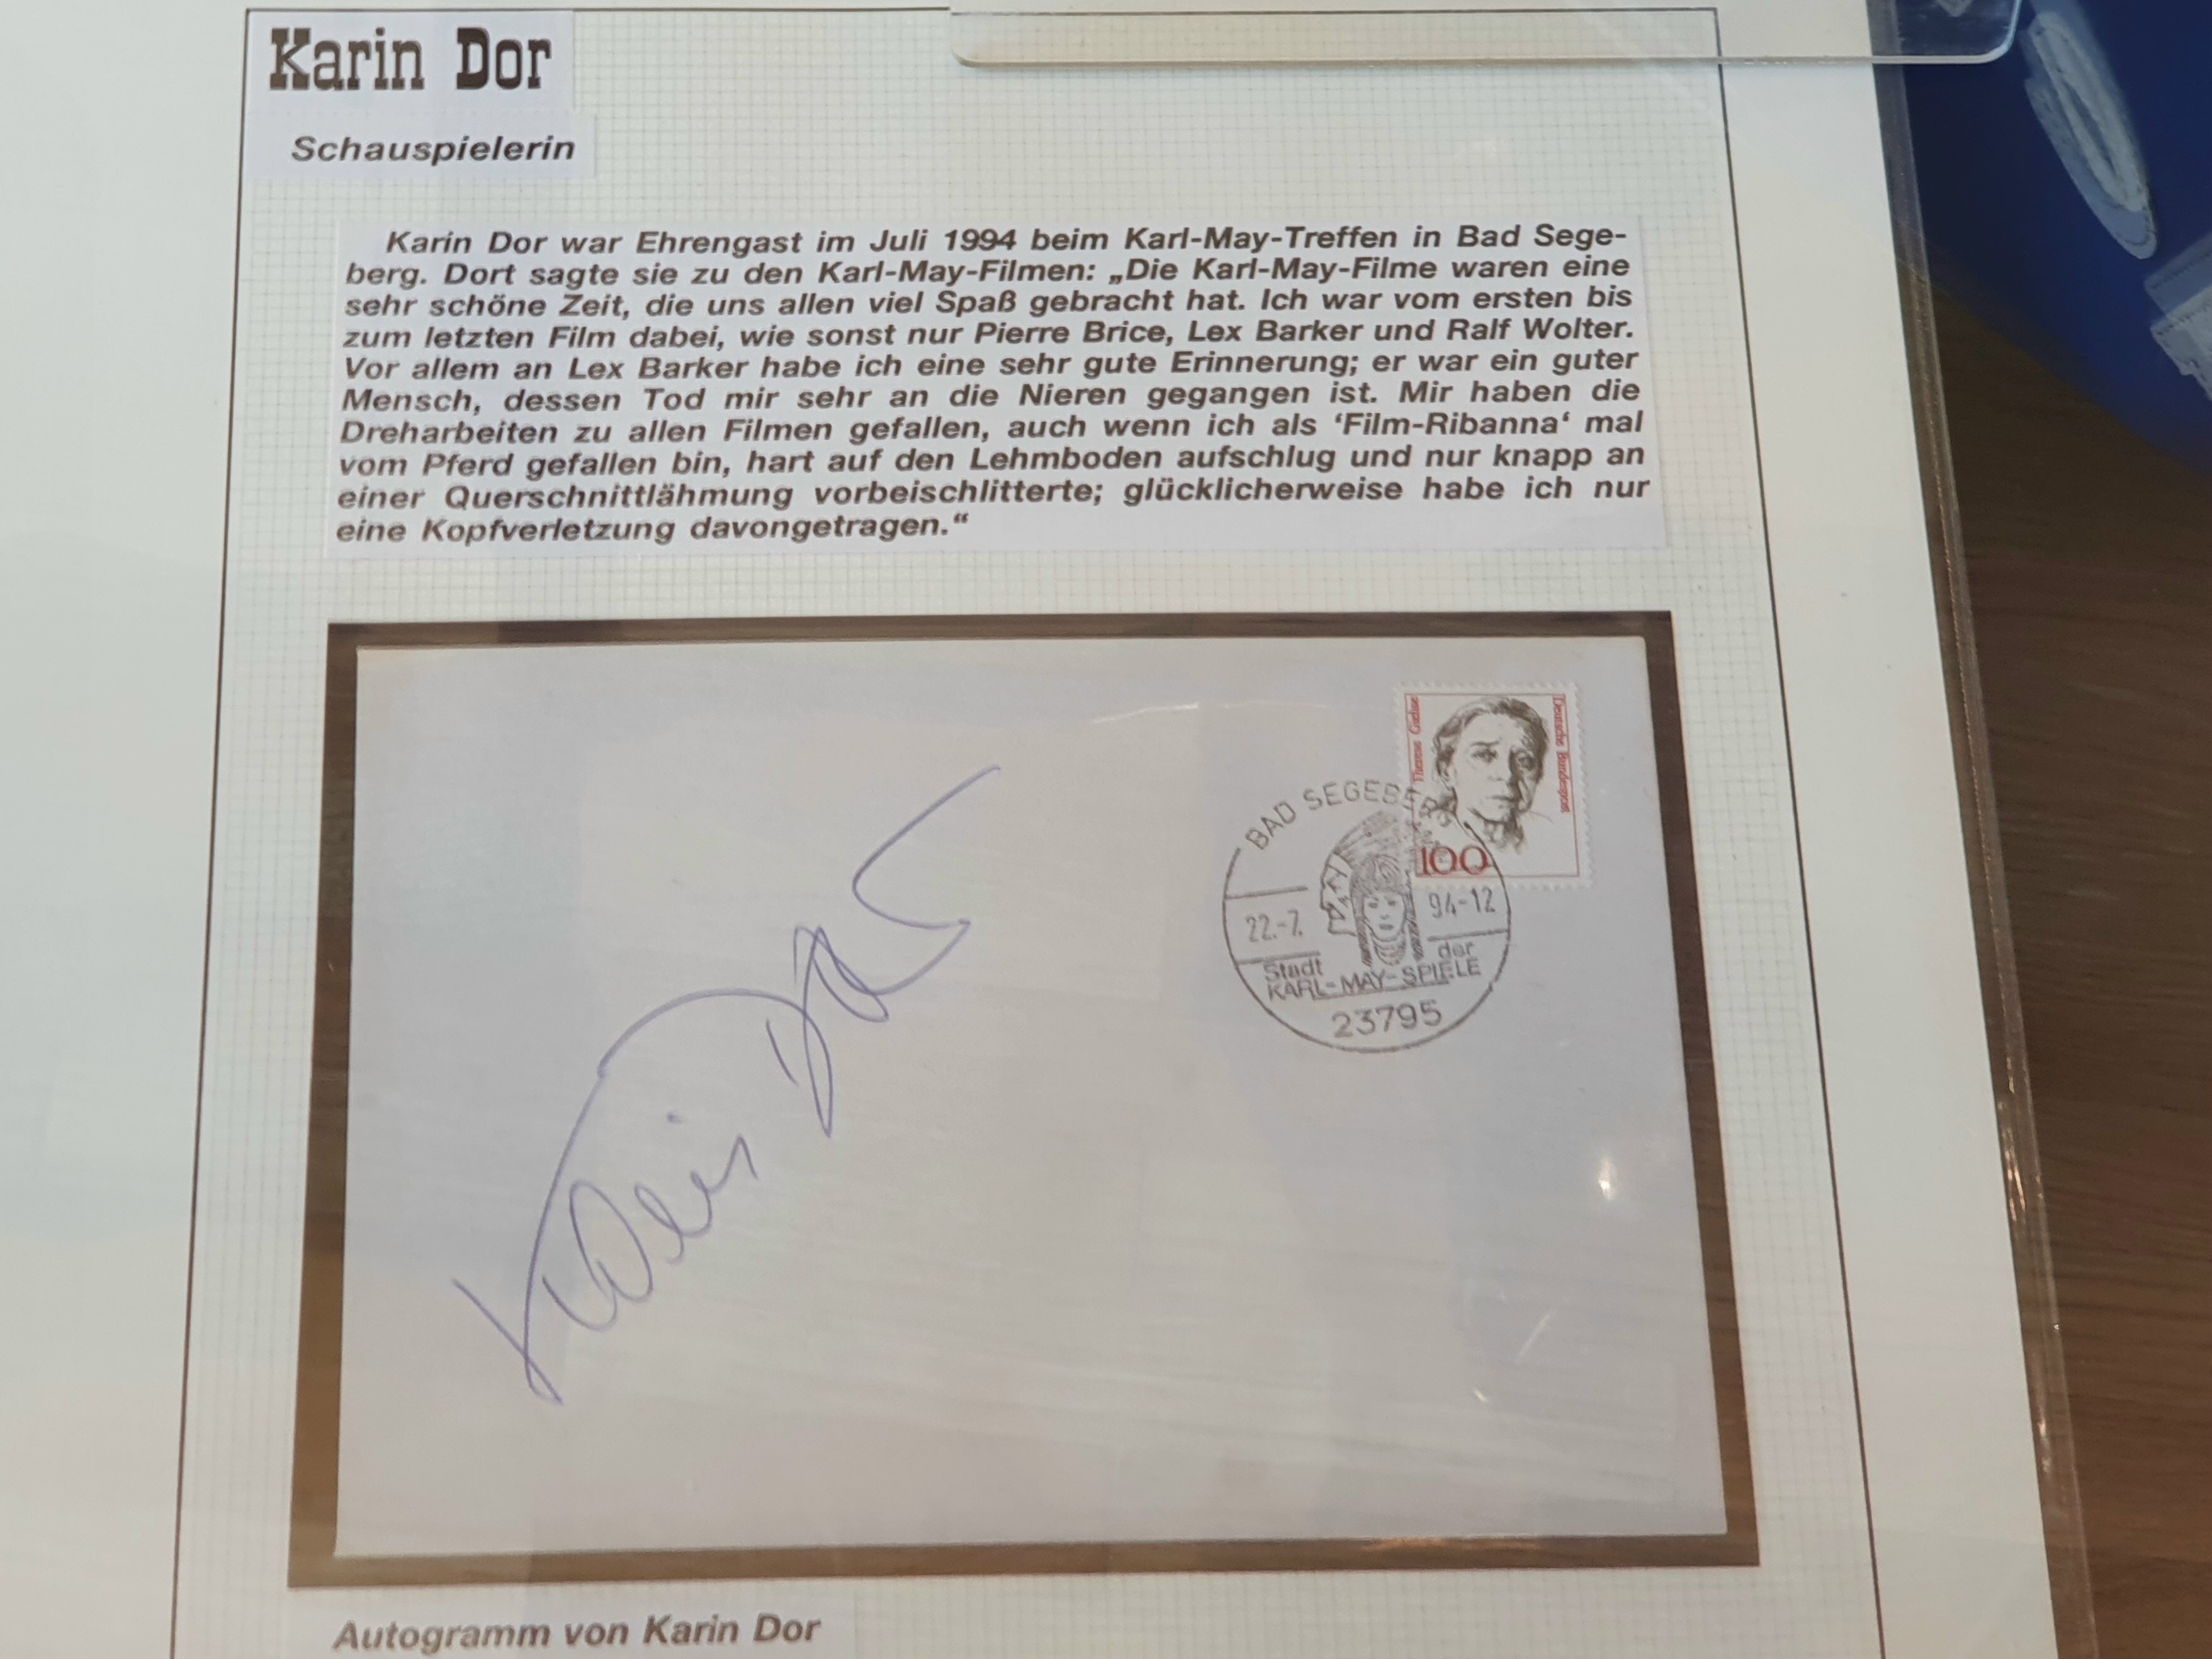 Karin Dor
Schauspielerin
Karin Dor war Ehrengast im Juli 1994 beim Karl-May-Treffen in Bad Sege-
berg. Dort sagte sie zu den Karl-May-Filmen: „Die Karl-May-Filme waren eine
sehr schöne Zeit, die uns allen viel Spaß gebracht hat. Ich war vom ersten bis
zum letzten Film dabei, wie sonst nur Pierre Brice, Lex Barker und Ralf Wolter.
Vor allem an Lex Barker habe ich eine sehr gute Erinnerung; er war ein guter
Mensch, dessen Tod mir sehr an die Nieren gegangen ist. Mir haben die
Dreharbeiten zu allen Filmen gefallen, auch wenn ich als ‘Film-Ribanna‘ mal
vom Pferd gefallen bin, hart auf den Lehmboden aufschlug und nur knapp an
einer Querschnittlähmung vorbeischlitterte; glücklicherweise habe ich nur
eine Kopfverletzung davongetragen.“
Therese Giehse
Deutsche Bundespost
100
BAD SEGEBERG
22.-7. 94-12
Stadt der
KARL-MAY-SPIELE
23795
Karin Dor
Autogramm von Karin Dor